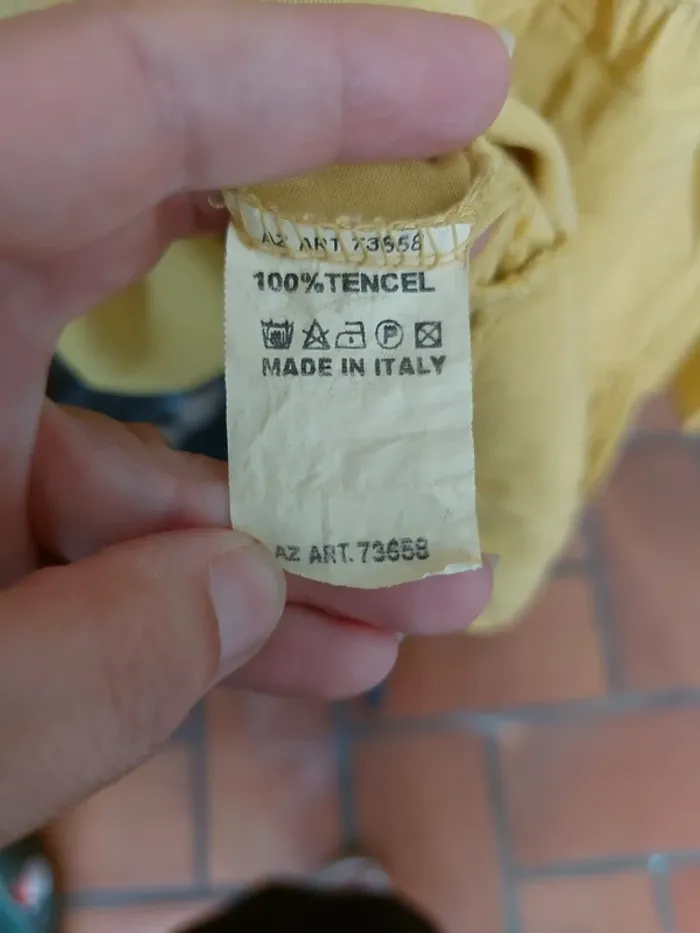 AZ ART 73658
100%TENCEL
P
MADE IN ITALY
AZ ART. 73658